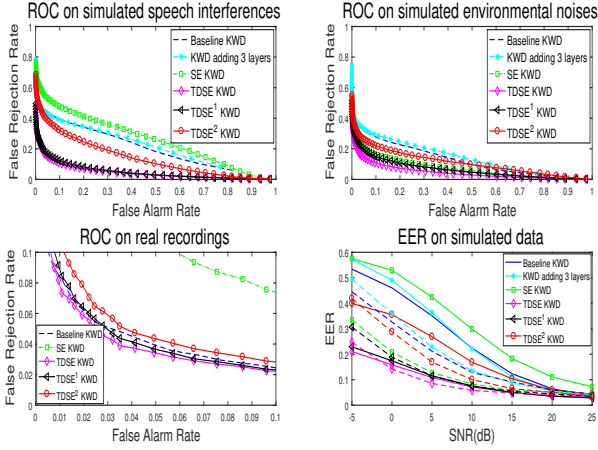 ROC on simulated speech interferences
False Rejection Rate
1
0.8
0.6
0.4
0.2
0
0 0.1 0.2 0.3 0.4 0.5 0.6 0.7 0.8 0.9 1
False Alarm Rate
Baseline KWD
KWD adding 3 layers
SE KWD
TDSE KWD
TDSE¹ KWD
TDSE² KWD
ROC on simulated environmental noises
False Rejection Rate
1
0.8
0.6
0.4
0.2
0
0 0.1 0.2 0.3 0.4 0.5 0.6 0.7 0.8 0.9 1
False Alarm Rate
Baseline KWD
KWD adding 3 layers
SE KWD
TDSE KWD
TDSE¹ KWD
TDSE² KWD
ROC on real recordings
False Rejection Rate
0.1
0.08
0.06
0.04
0.02
0
0 0.01 0.02 0.03 0.04 0.05 0.06 0.07 0.08 0.09 0.1
False Alarm Rate
Baseline KWD
SE KWD
TDSE KWD
TDSE¹ KWD
TDSE² KWD
EER on simulated data
EER
0.6
0.5
0.4
0.3
0.2
0.1
0
-5 0 5 10 15 20 25
SNR(dB)
Baseline KWD
KWD adding 3 layers
SE KWD
TDSE KWD
TDSE¹ KWD
TDSE² KWD